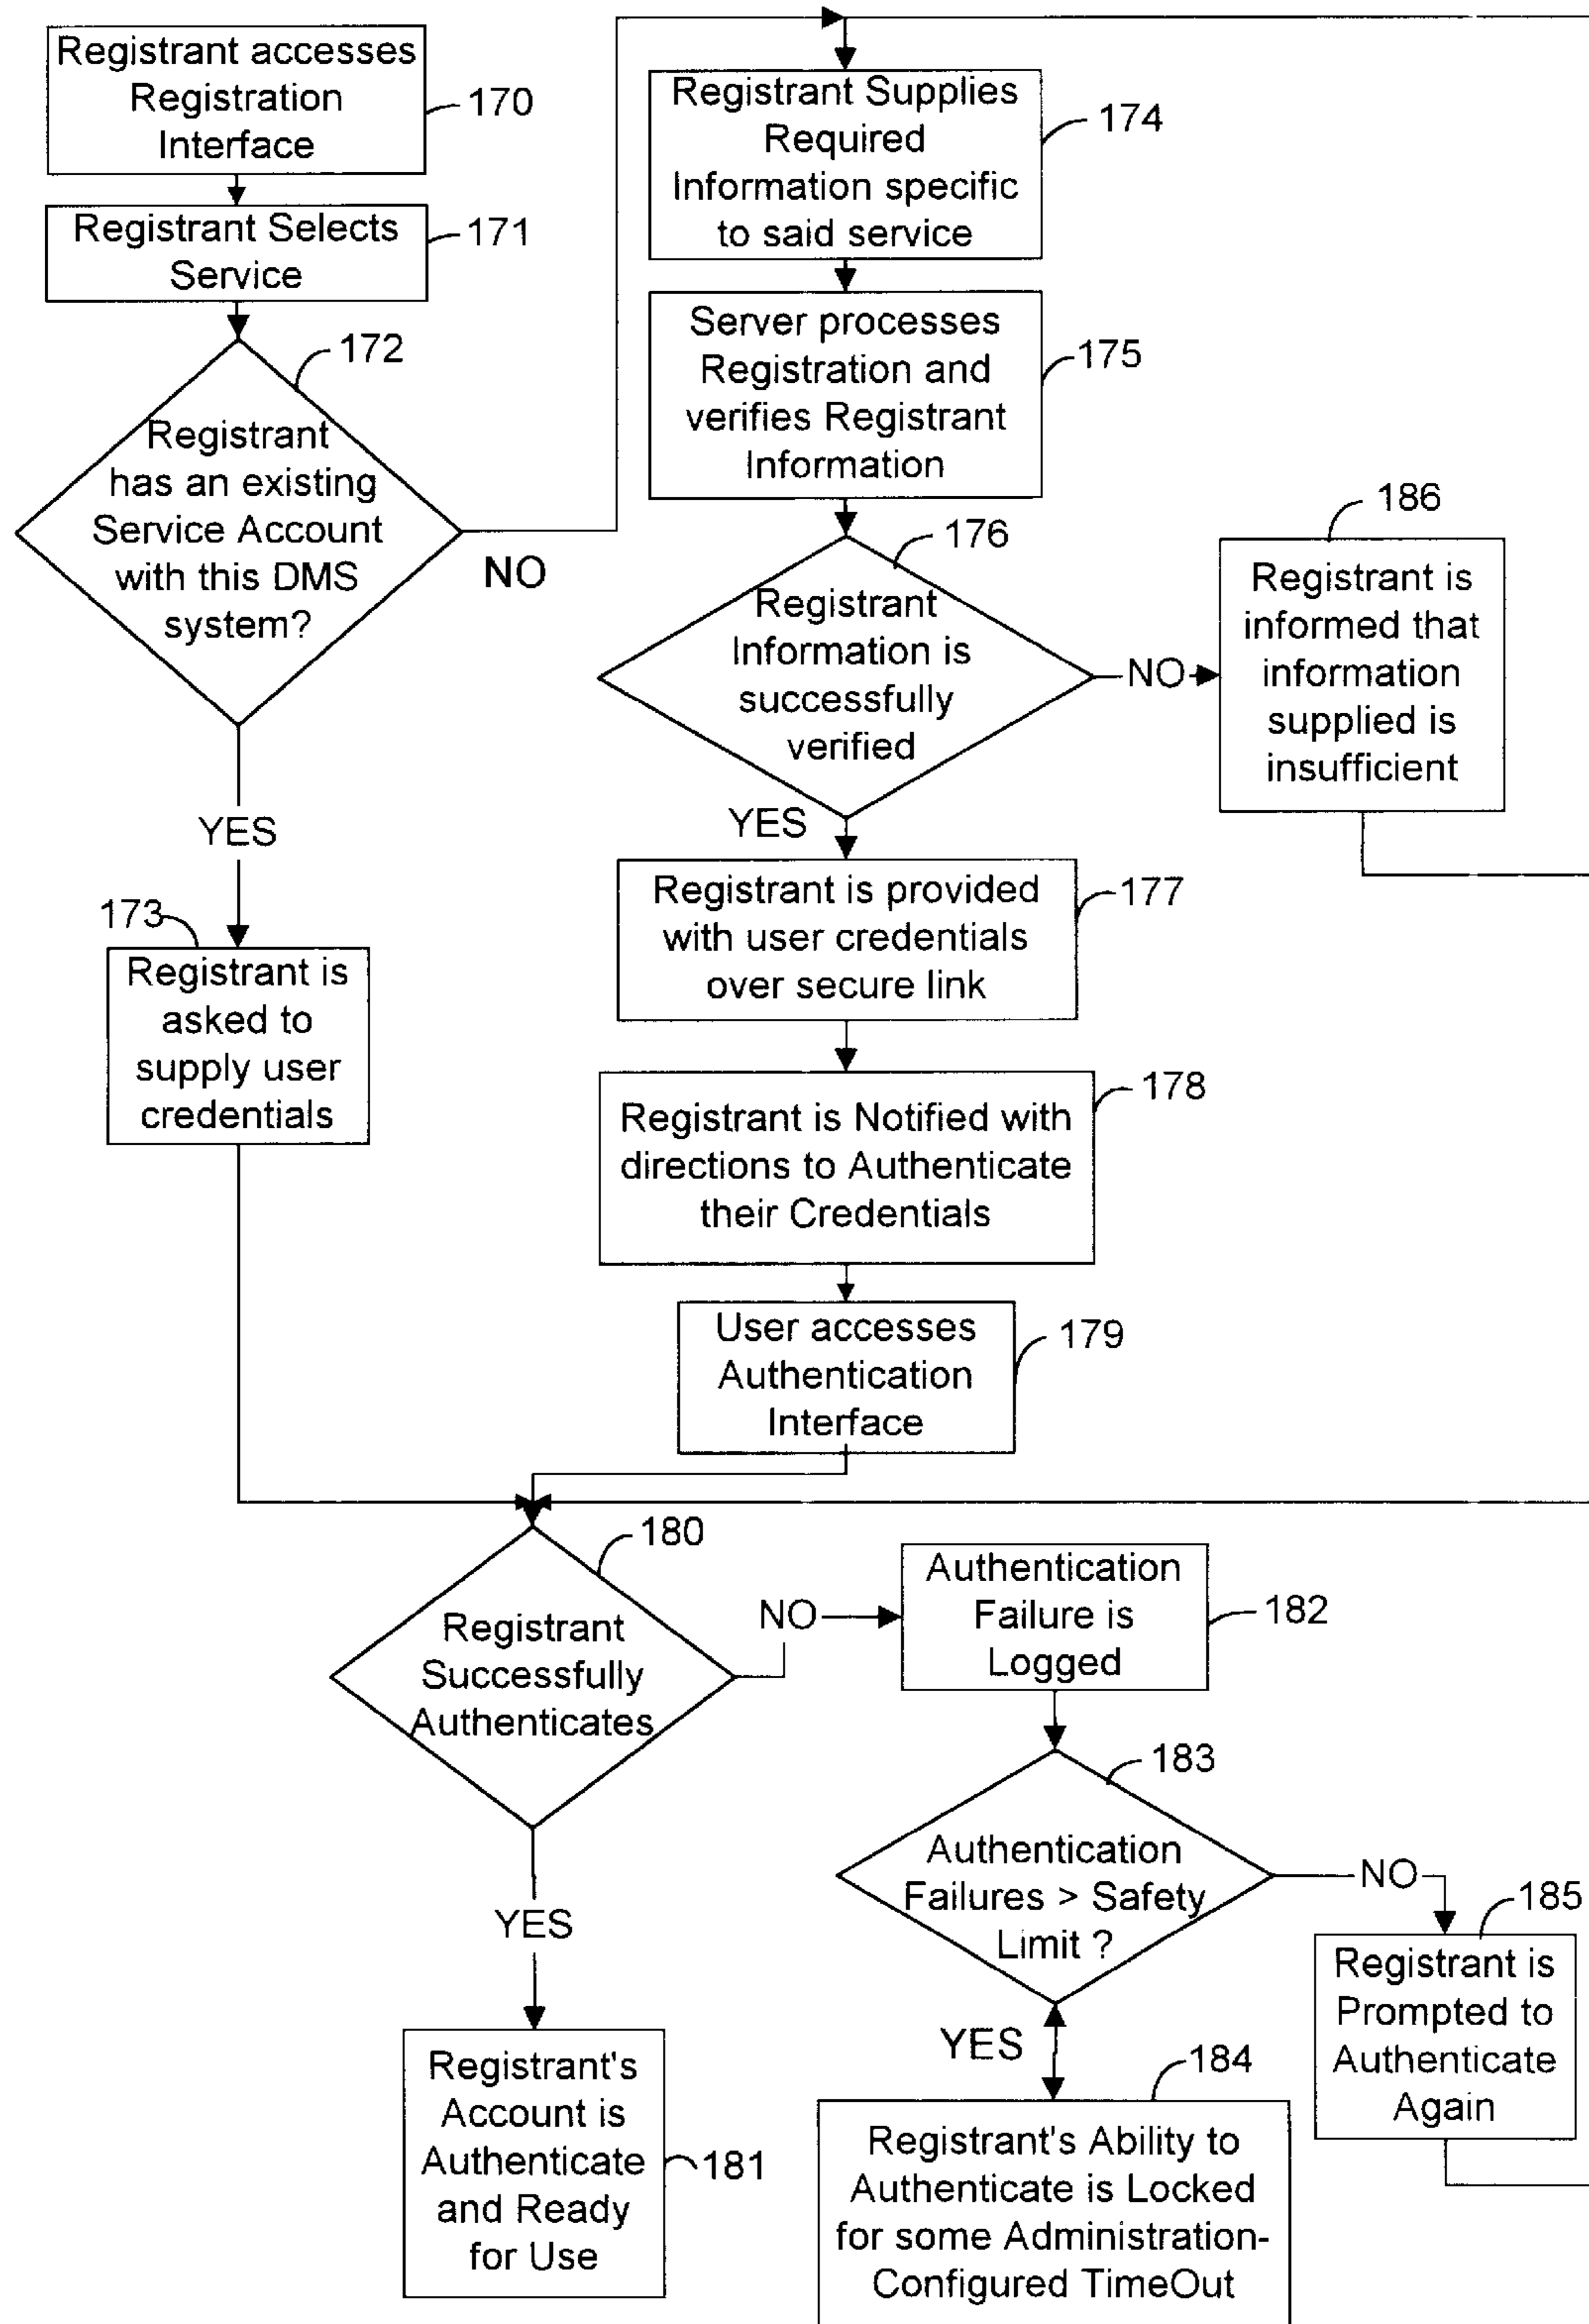 Registrant accesses
Registration
Interface
170
Registrant Selects
Service
171
172
Registrant
has an existing
Service Account
with this DMS
system?
NO
YES
173
Registrant is
asked to
supply user
credentials
Registrant Supplies
Required
Information specific
to said service
174
Server processes
Registration and
verifies Registrant
Information
175
176
Registrant
Information is
successfully
verified
NO
186
Registrant is
informed that
information
supplied is
insufficient
YES
Registrant is provided
with user credentials
over secure link
177
178
Registrant is Notified with
directions to Authenticate
their Credentials
User accesses
Authentication
Interface
179
180
Registrant
Successfully
Authenticates
NO
Authentication
Failure is
Logged
182
YES
Registrant's
Account is
Authenticate
and Ready
for Use
181
183
Authentication
Failures > Safety
Limit ?
NO
185
Registrant is
Prompted to
Authenticate
Again
YES
184
Registrant's Ability to
Authenticate is Locked
for some Administration-
Configured TimeOut